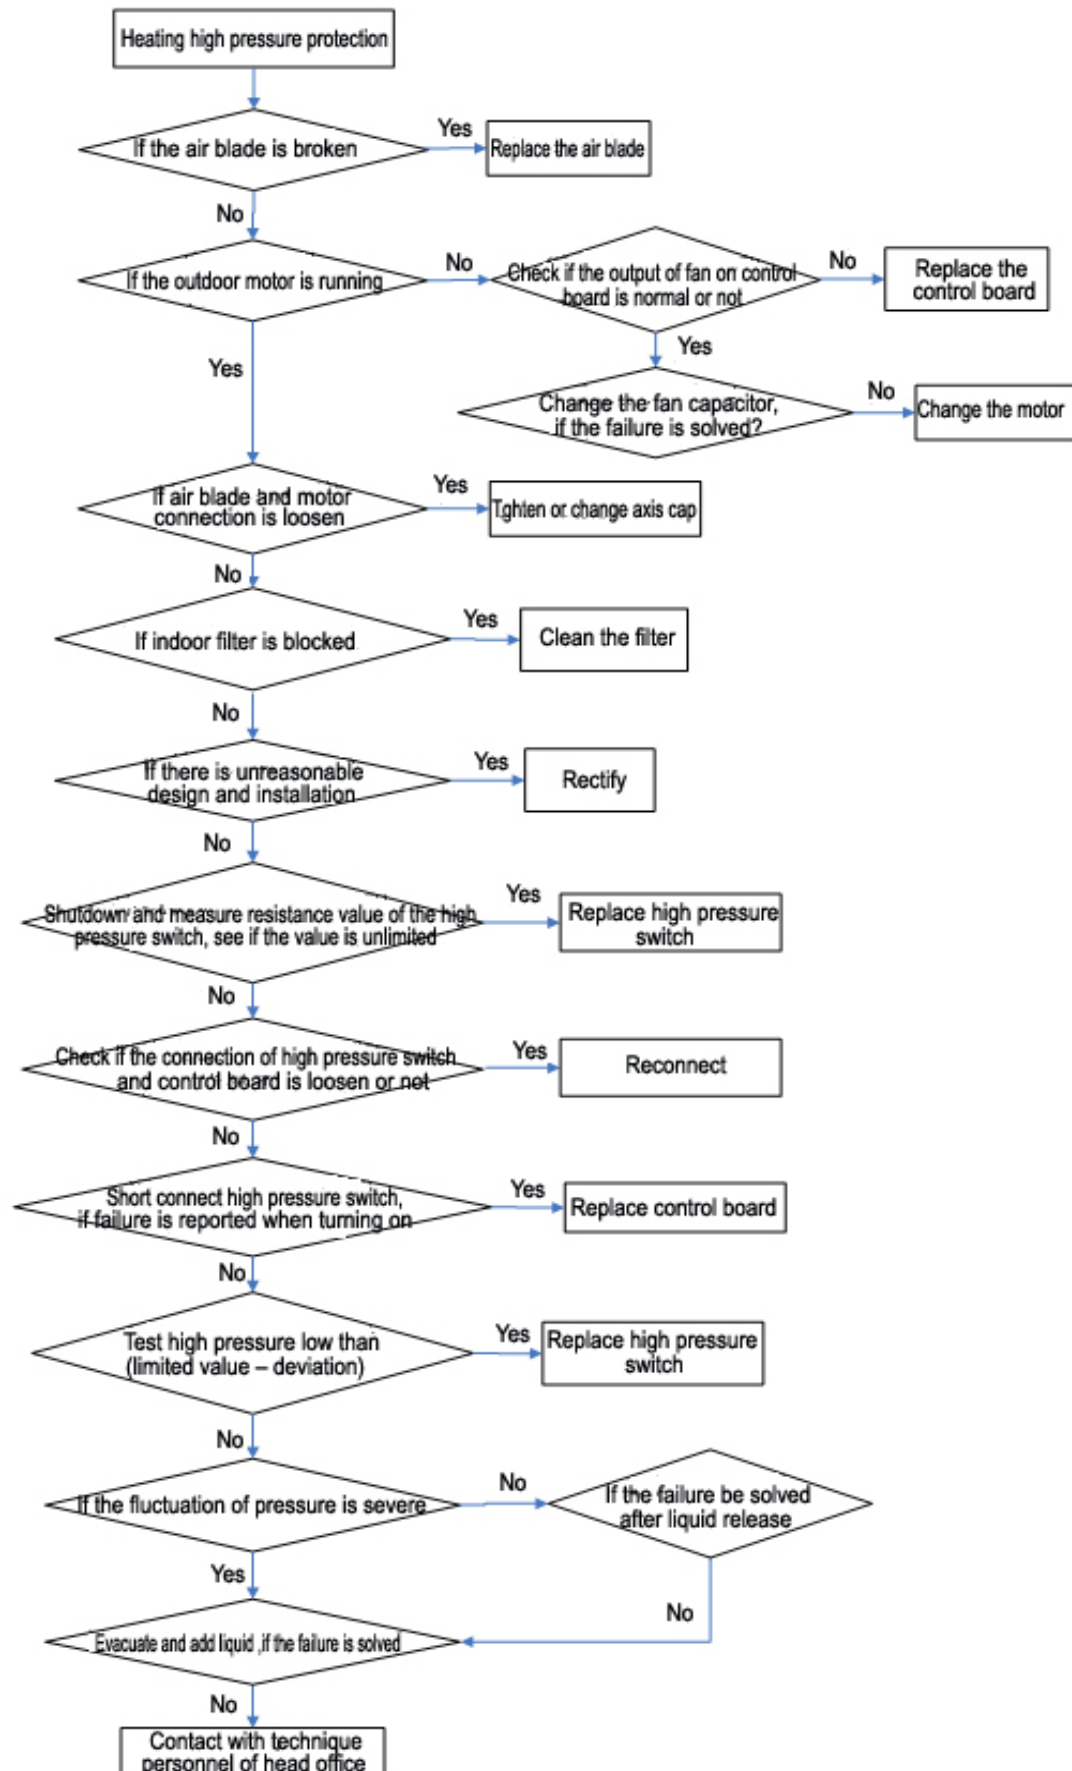 Heating high pressure protection
If the air blade is broken
Yes
Replace the air blade
No
If the outdoor motor is running
No
Check if the output of fan on control
board is normal or not
No
Replace the
control board
Yes
Yes
Change the fan capacitor,
if the failure is solved?
No
Change the motor
If air blade and motor
connection is loosen
Yes
Tghten or change axis cap
No
If indoor filter is blocked
Yes
Clean the filter
No
If there is unreasonable
design and installation
Yes
Rectify
No
Shutdown and measure resistance value of the high
pressure switch, see if the value is unlimited
Yes
Replace high pressure
switch
No
Check if the connection of high pressure switch
and control board is loosen or not
Yes
Reconnect
No
Short connect high pressure switch,
if failure is reported when turning on
Yes
Replace control board
No
Test high pressure low than
(limited value – deviation)
Yes
Replace high pressure
switch
No
If the fluctuation of pressure is severe
No
If the failure be solved
after liquid release
Yes
No
Evacuate and add liquid ,if the failure is solved
No
Contact with technique
personnel of head office